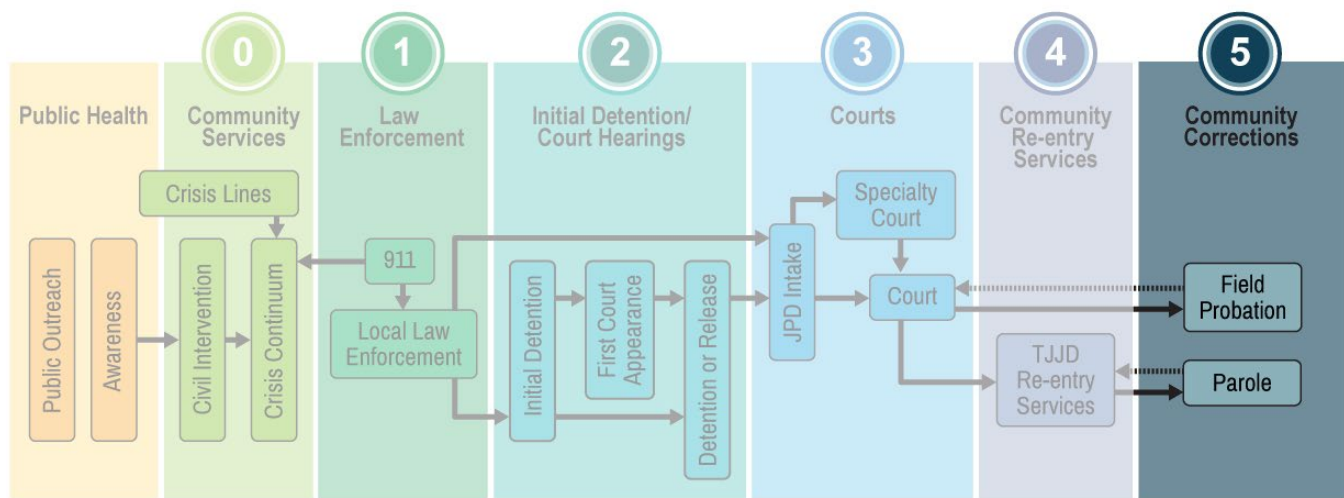 0
1
2
3
4
5
Public Health
Community
Services
Law
Enforcement
Initial Detention/
Court Hearings
Courts
Community
Re-entry
Services
Community
Corrections
Crisis Lines
Public Outreach
Awareness
Civil Intervention
Crisis Continuum
911
Local Law
Enforcement
Initial Detention
First Court
Appearance
Detention or Release
JPD Intake
Specialty
Court
Court
TJJD
Re-entry
Services
Field
Probation
Parole